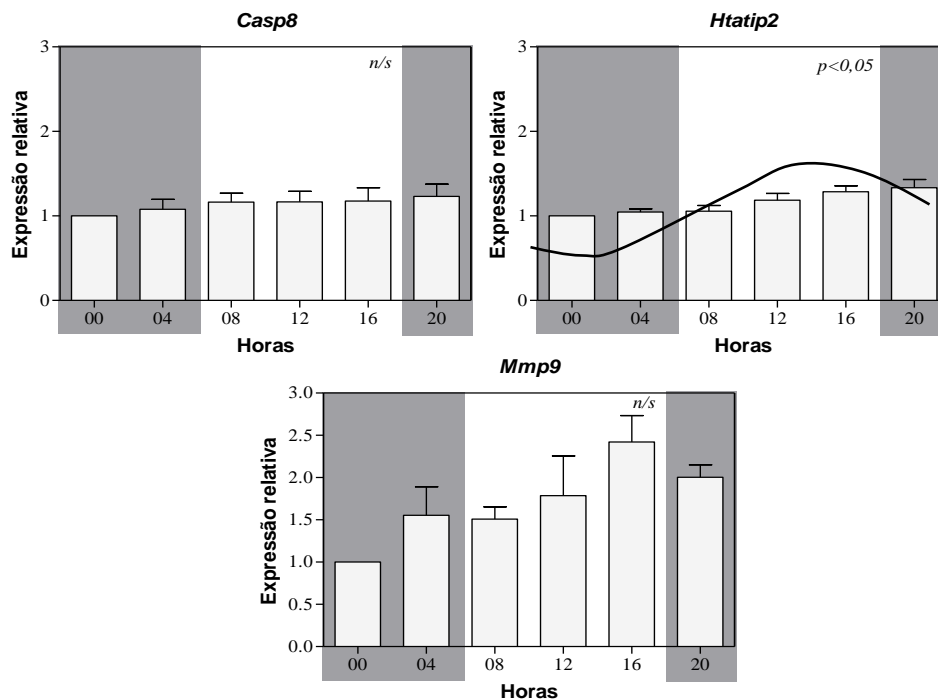 Casp8
Expressão relativa
3
2
1
0
n/s
00 04 08 12 16 20
Horas
Htatip2
Expressão relativa
3
2
1
0
p<0,05
00 04 08 12 16 20
Horas
Mmp9
Expressão relativa
3.0
2.5
2.0
1.5
1.0
0.5
0.0
n/s
00 04 08 12 16 20
Horas